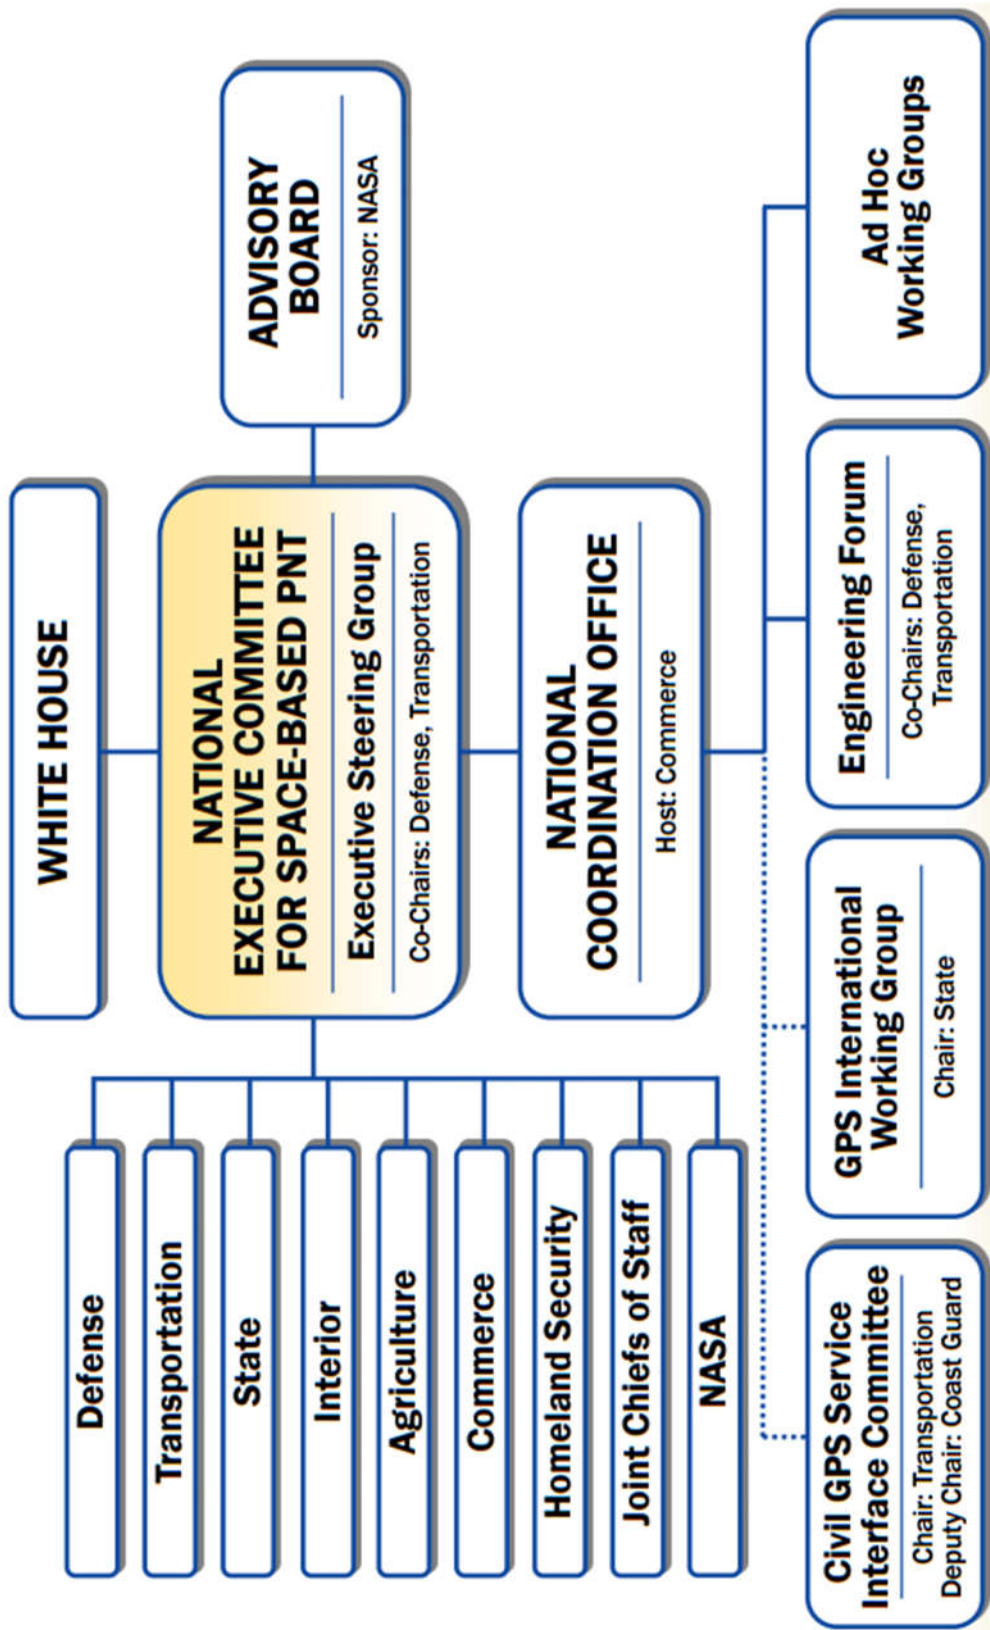 WHITE HOUSE
NATIONAL
EXECUTIVE COMMITTEE
FOR SPACE-BASED PNT
Executive Steering Group
Co-Chairs: Defense, Transportation
ADVISORY
BOARD
Sponsor: NASA
Defense
Transportation
State
Interior
Agriculture
Commerce
Homeland Security
Joint Chiefs of Staff
NASA
NATIONAL
COORDINATION OFFICE
Host: Commerce
Civil GPS Service
Interface Committee
Chair: Transportation
Deputy Chair: Coast Guard
GPS International
Working Group
Chair: State
Engineering Forum
Co-Chairs: Defense,
Transportation
Ad Hoc
Working Groups